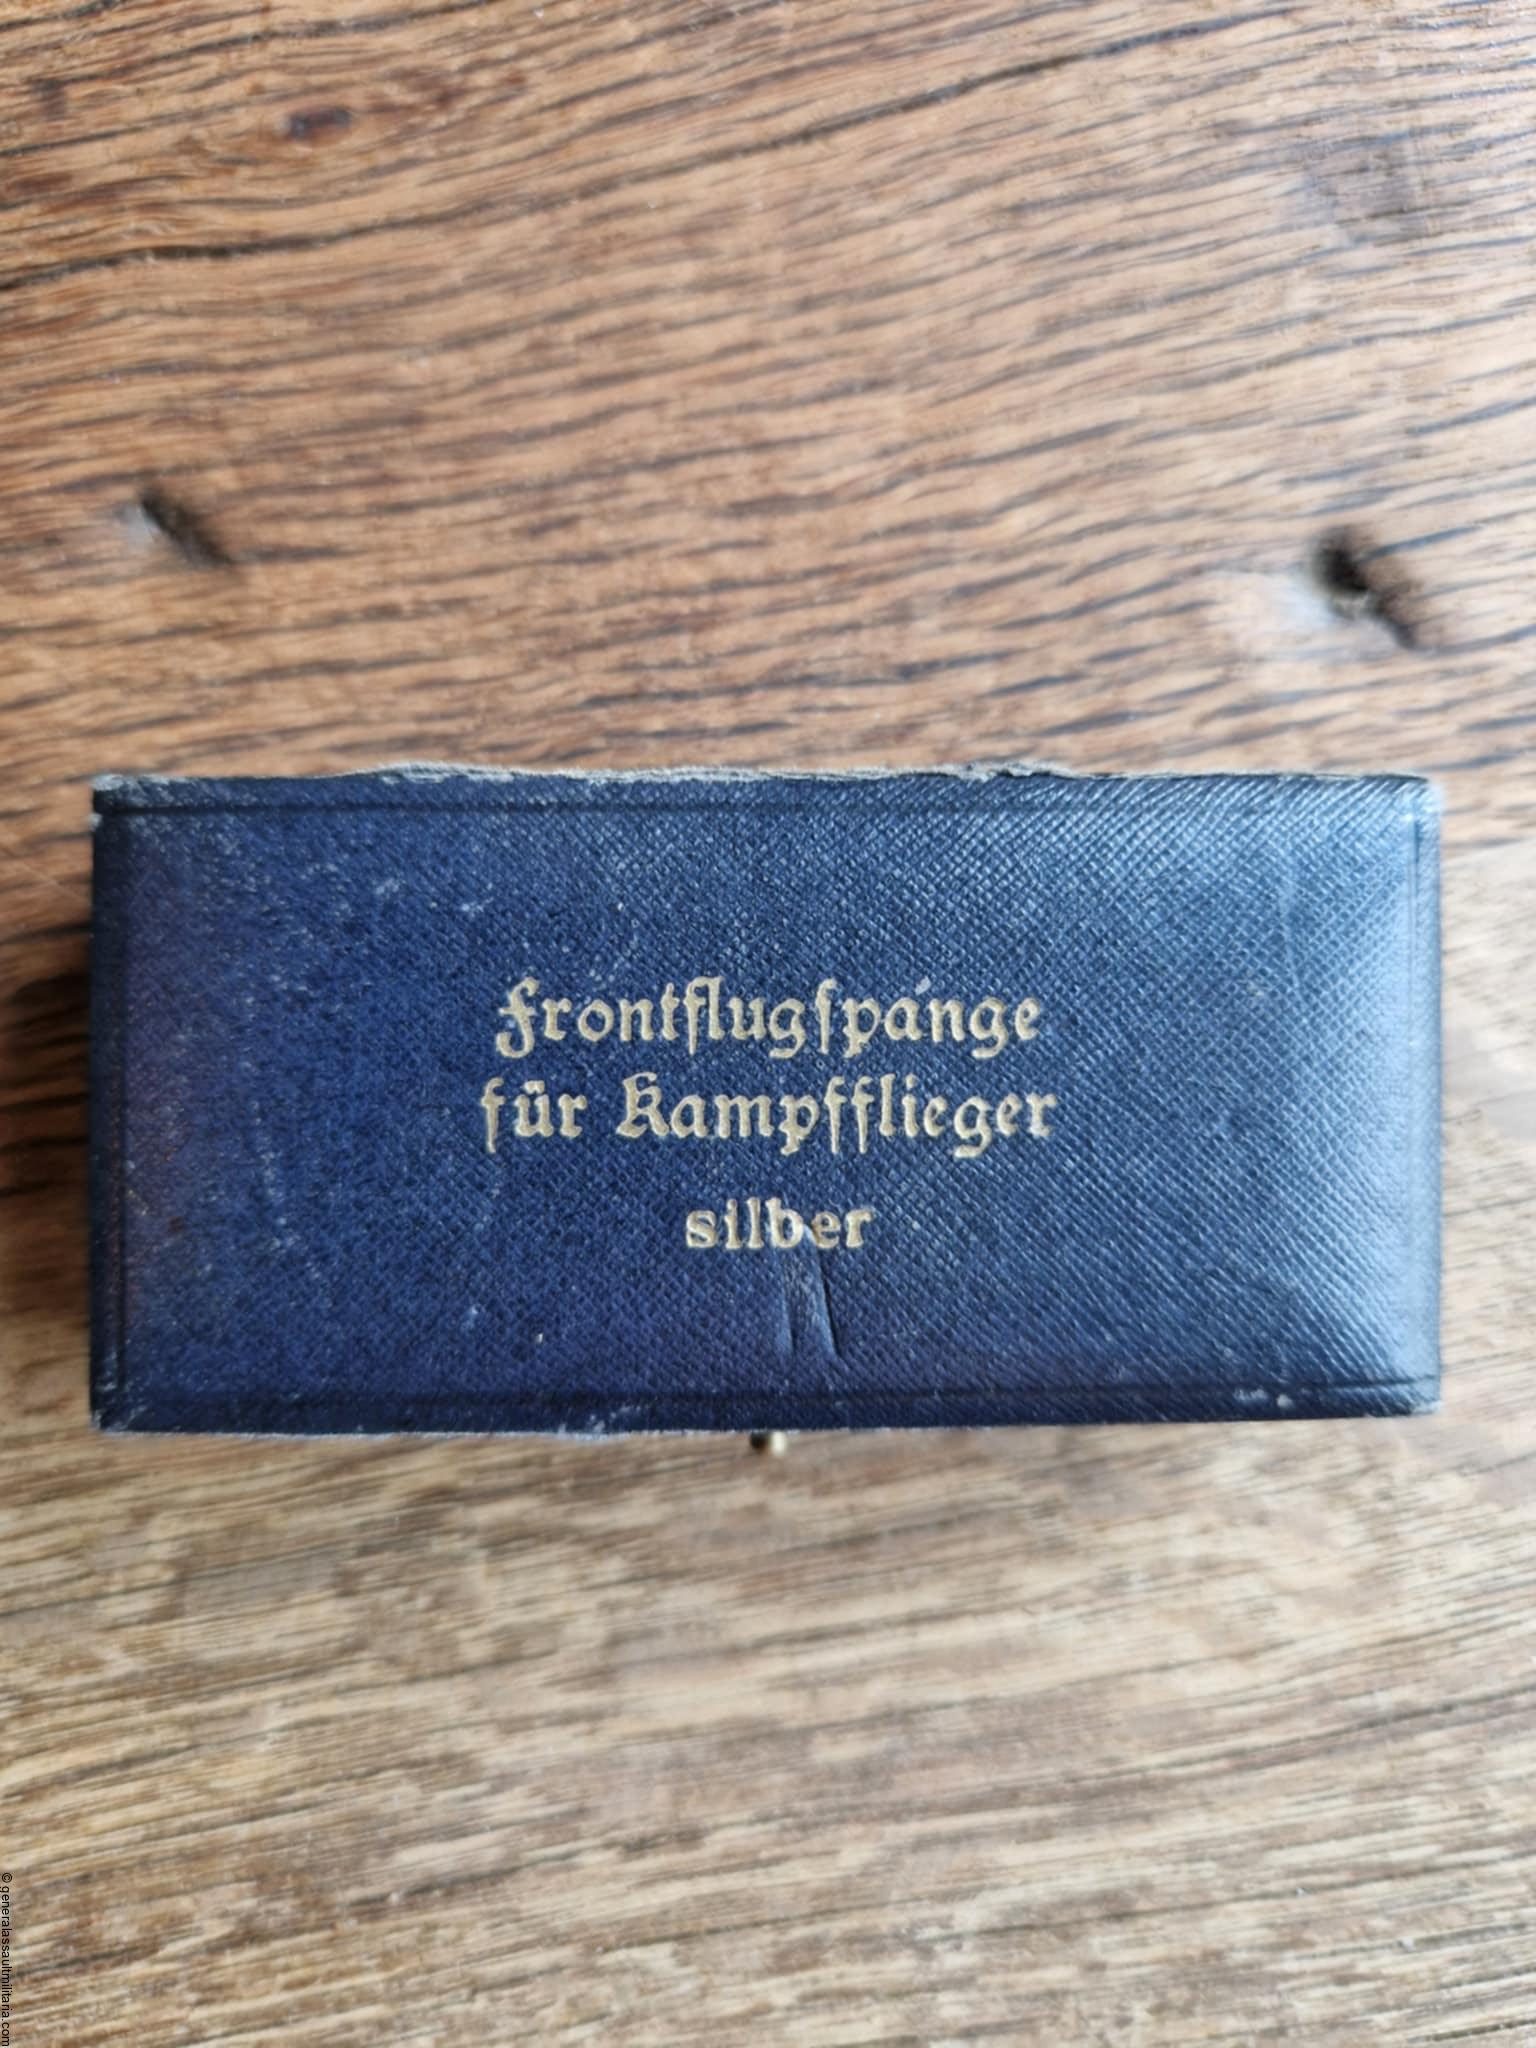 Frontflugſpange
für Kampfflieger
silber
© generalassaultmilitaria.com